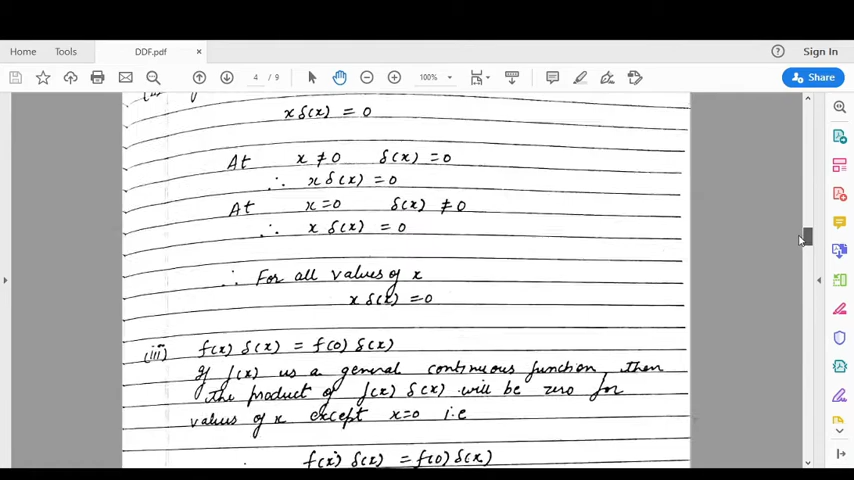 Home Tools DDF.pdf × Sign In
4 / 9 100% Share
x δ(x) = 0
At x ≠ 0 δ(x) = 0
∴ x δ(x) = 0
At x = 0 δ(x) ≠ 0
∴ x δ(x) = 0
∴ For all values of x
x δ(x) = 0
(iii) f(x) δ(x) = f(0) δ(x)
If f(x) is a general continuous function, then
the product of f(x) δ(x) will be zero for
values of x except x=0 i.e
f(x) δ(x) = f(0) δ(x)